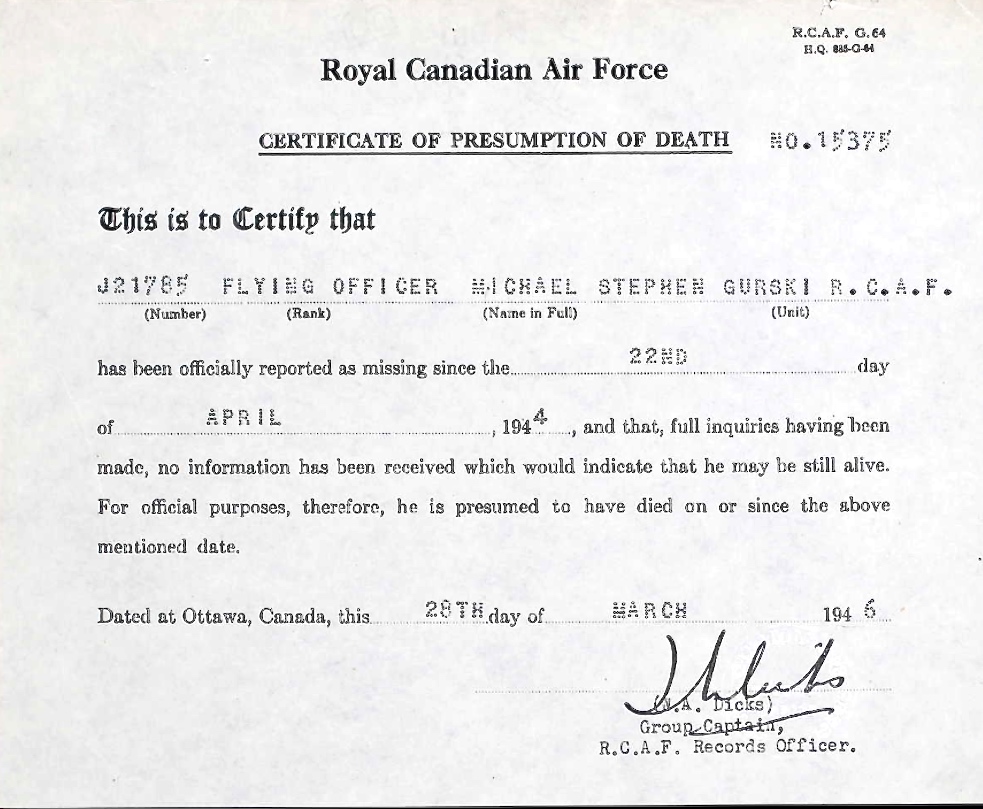 R.C.A.F. G.64
H.Q. 885-G-64
Royal Canadian Air Force
CERTIFICATE OF PRESUMPTION OF DEATH NO.15375
This is to Certify that
J21785 FLYING OFFICER MICHAEL STEPHEN GURSKI R.C.A.F.
(Number) (Rank) (Name in Full) (Unit)
has been officially reported as missing since the 22ND day
of APRIL, 1944, and that, full inquiries having been
made, no information has been received which would indicate that he may be still alive.
For official purposes, therefore, he is presumed to have died on or since the above
mentioned date.
Dated at Ottawa, Canada, this 28TH day of MARCH 1946
A. Dicks)
Group Captain,
R.C.A.F. Records Officer.